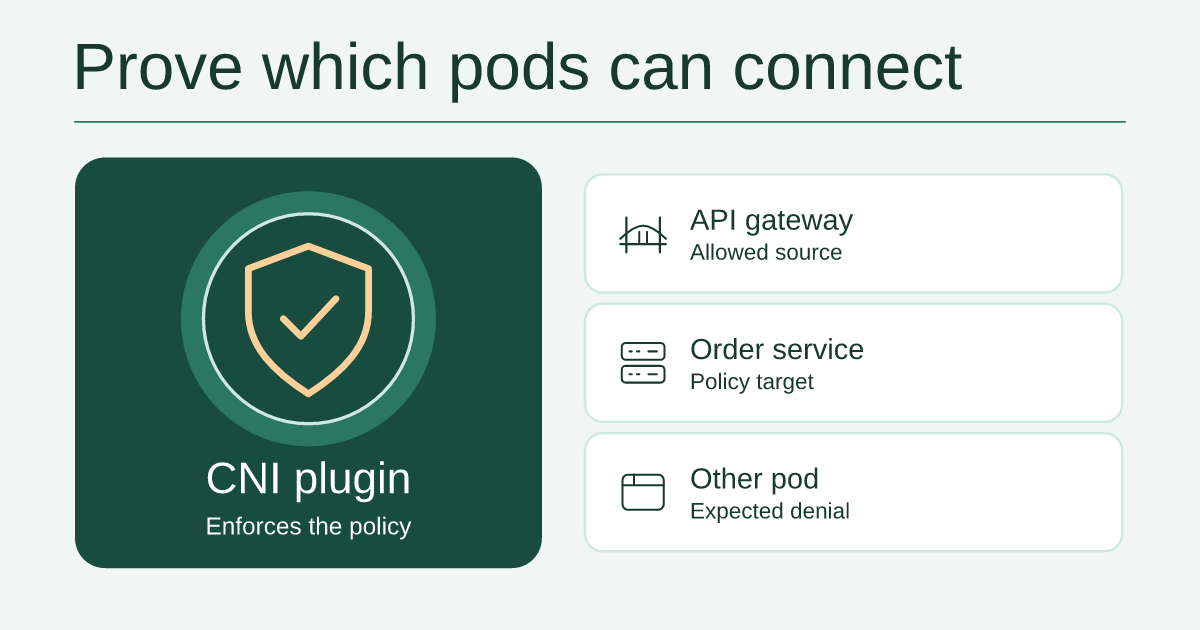 Prove which pods can connect
CNI plugin
Enforces the policy
API gateway
Allowed source
Order service
Policy target
Other pod
Expected denial